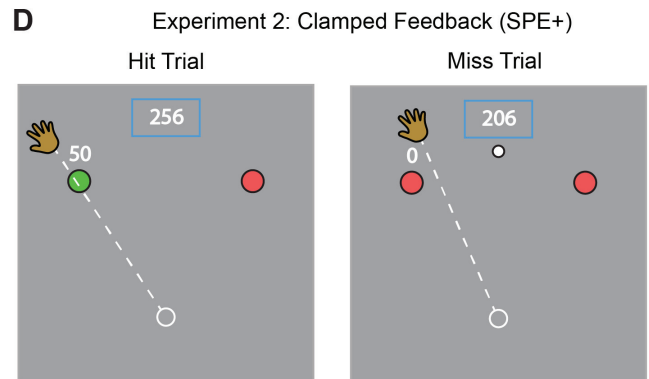 D
Experiment 2: Clamped Feedback (SPE+)
Hit Trial
Miss Trial
256
50
206
0